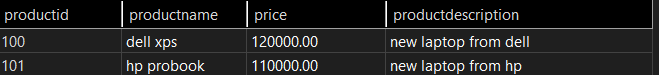 productid productname price productdescription
100 dell xps 120000.00 new laptop from dell
101 hp probook 110000.00 new laptop from hp